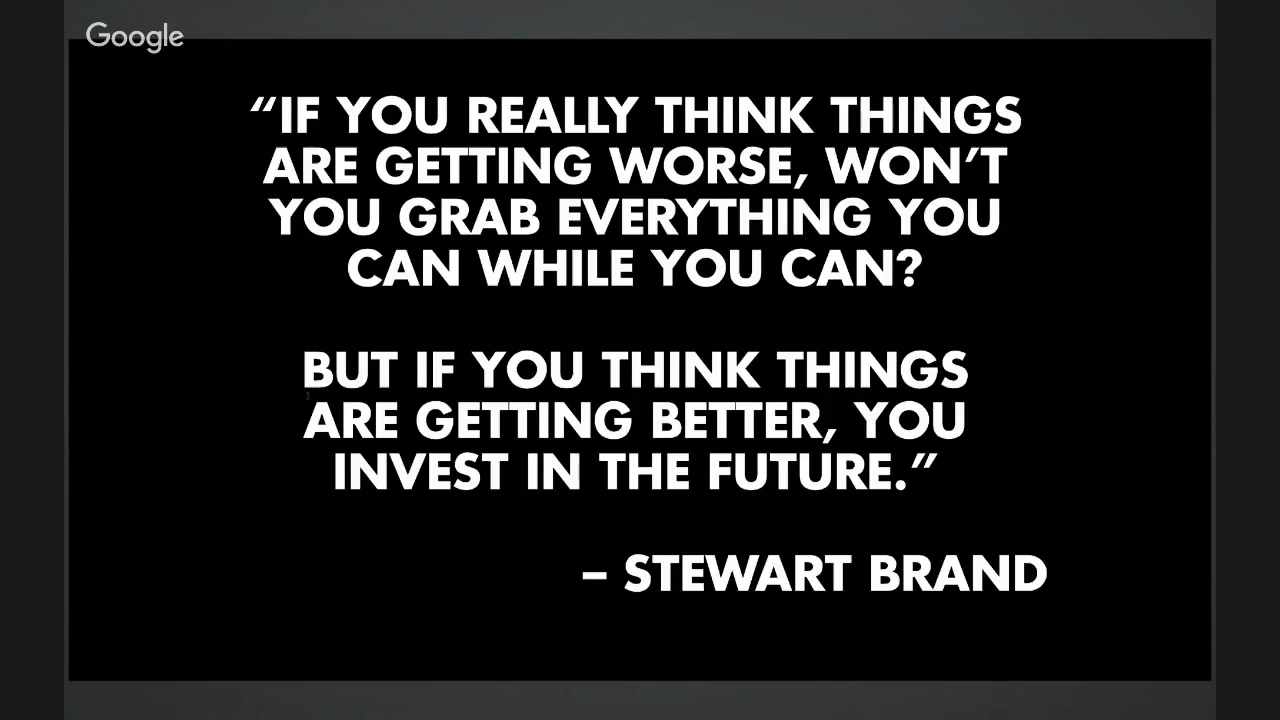 Google
“IF YOU REALLY THINK THINGS
ARE GETTING WORSE, WON’T
YOU GRAB EVERYTHING YOU
CAN WHILE YOU CAN?
BUT IF YOU THINK THINGS
ARE GETTING BETTER, YOU
INVEST IN THE FUTURE.”
– STEWART BRAND